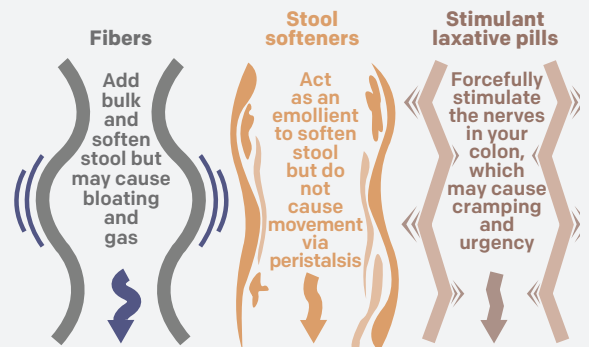 Fibers
Add
bulk
and
soften
stool but
may cause
bloating
and
gas
Stool
softeners
Act
as an
emollient
to soften
stool
but do
not
cause
movement
via
peristalsis
Stimulant
laxative pills
Forcefully
stimulate
the nerves
in your
colon,
which
may cause
cramping
and
urgency